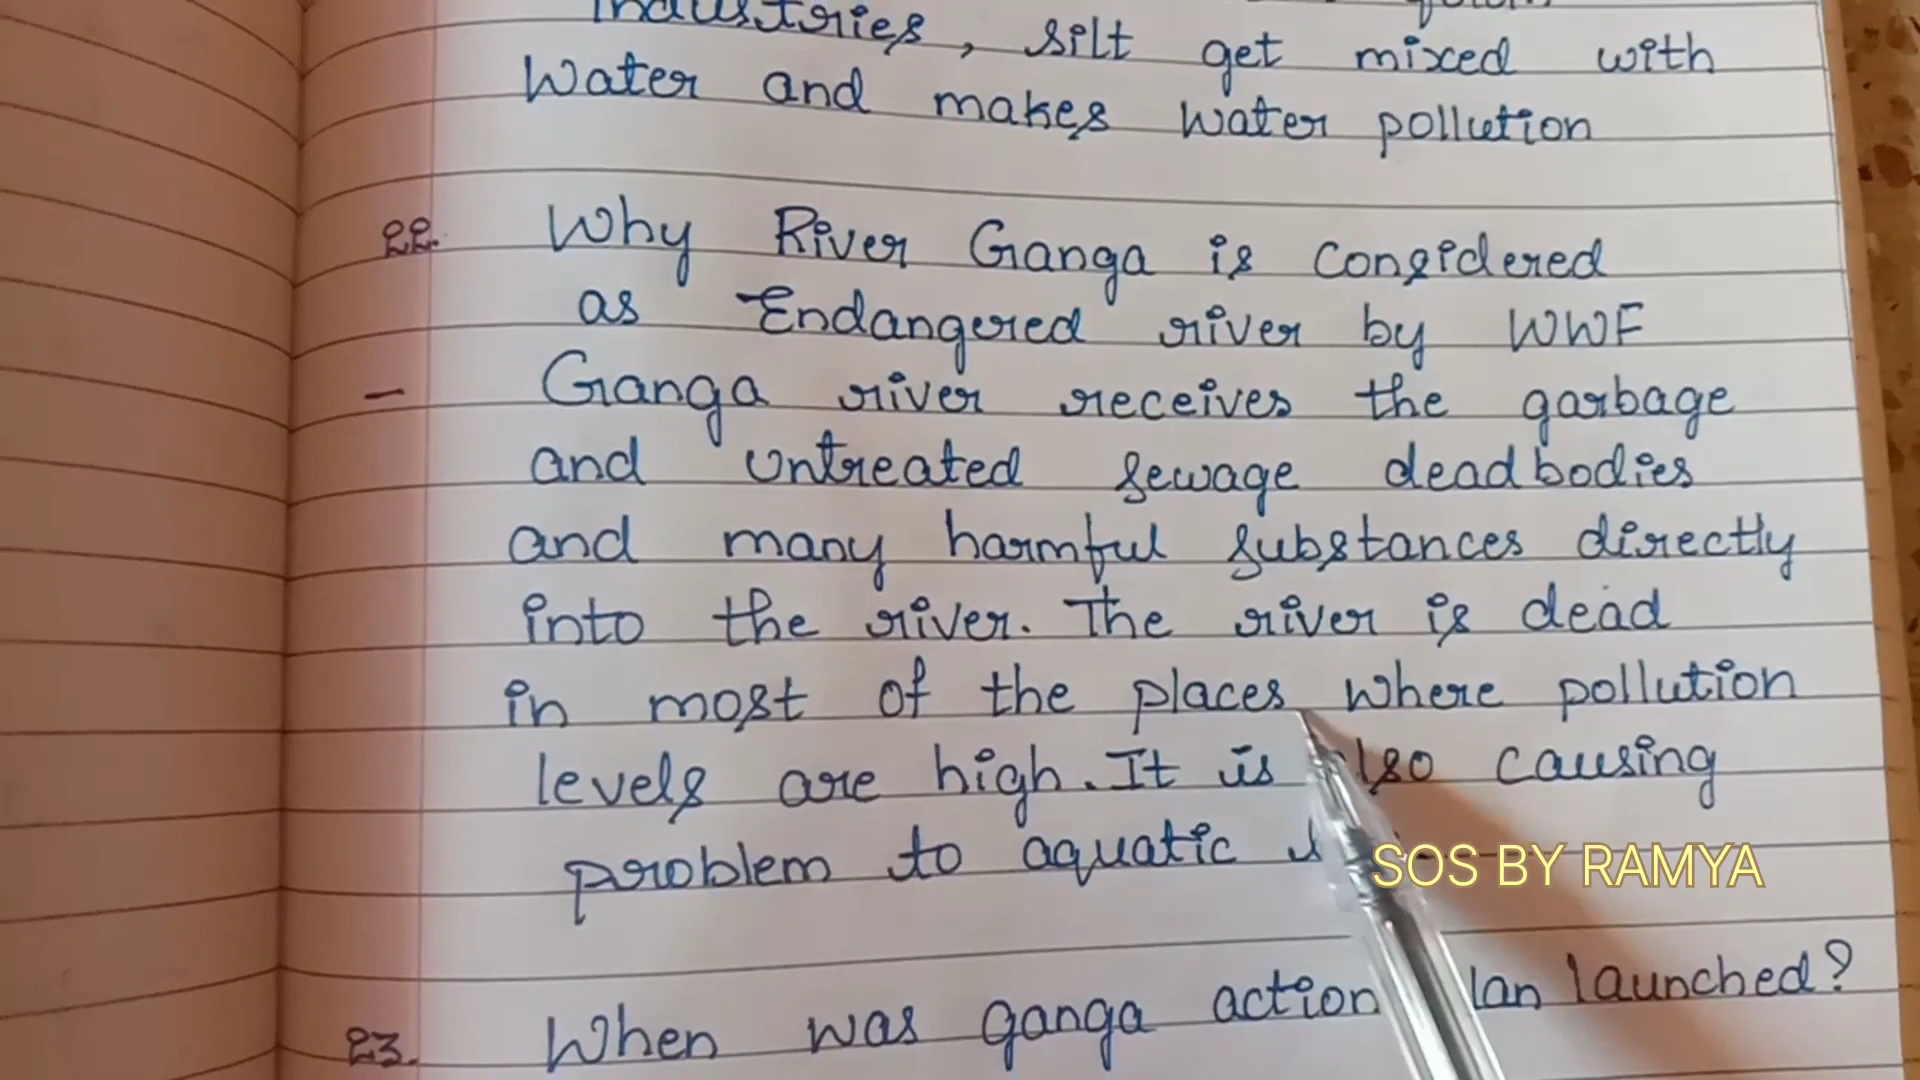 Industries, silt get mixed with
Water and makes water pollution
22. Why River Ganga is considered
as Endangered river by WWF
- Ganga river receives the garbage
and untreated sewage deadbodies
and many harmful substances directly
into the river. The river is dead
in most of the places where pollution
levels are high. It is also causing
problem to aquatic
SOS BY RAMYA
23. When was ganga action lan launched?